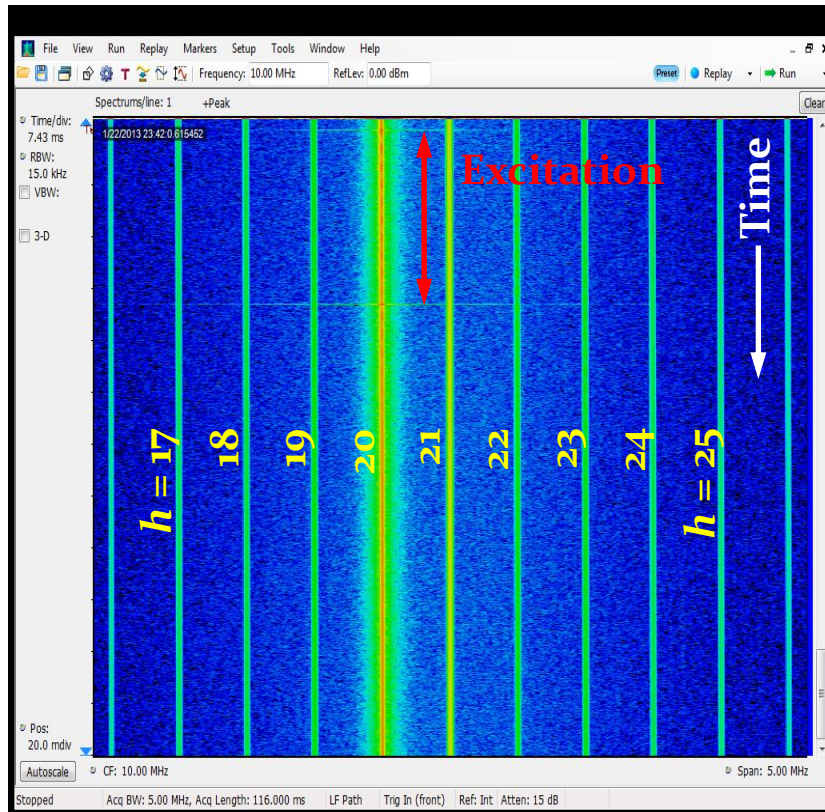 File View Run Replay Markers Setup Tools Window Help
T Frequency: 10.00 MHz RefLev: 0.00 dBm Preset Replay Run
Spectrums/line: 1 +Peak Clear
Time/div:
7.43 ms
RBW:
15.0 kHz
VBW:
3-D
1/22/2013 23:42:0.615452
Excitation
Time
h = 17
18
19
20
21
22
23
24
h = 25
Pos:
20.0 mdiv
Autoscale CF: 10.00 MHz Span: 5.00 MHz
Stopped Acq BW: 5.00 MHz, Acq Length: 116.000 ms LF Path Trig In (front) Ref: Int Atten: 15 dB